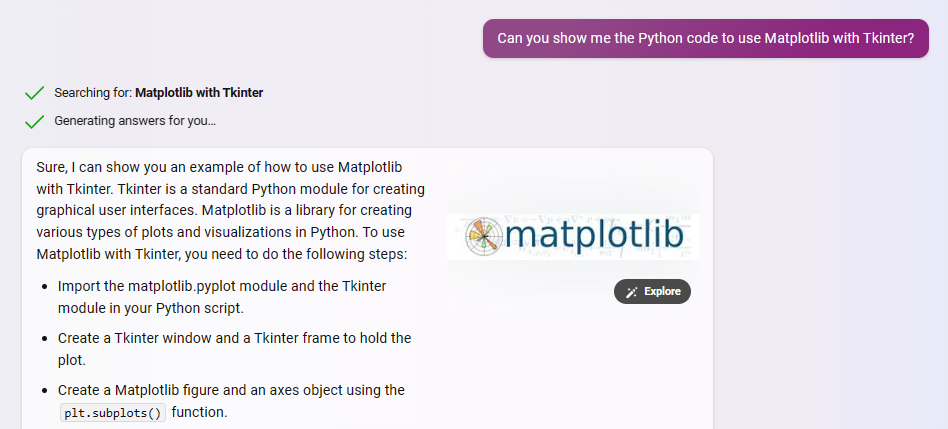 Can you show me the Python code to use Matplotlib with Tkinter?
Searching for: Matplotlib with Tkinter
Generating answers for you...
Sure, I can show you an example of how to use Matplotlib
with Tkinter. Tkinter is a standard Python module for creating
graphical user interfaces. Matplotlib is a library for creating
various types of plots and visualizations in Python. To use
Matplotlib with Tkinter, you need to do the following steps:
matplotlib
Explore
• Import the matplotlib.pyplot module and the Tkinter
module in your Python script.
• Create a Tkinter window and a Tkinter frame to hold the
plot.
• Create a Matplotlib figure and an axes object using the
plt.subplots() function.